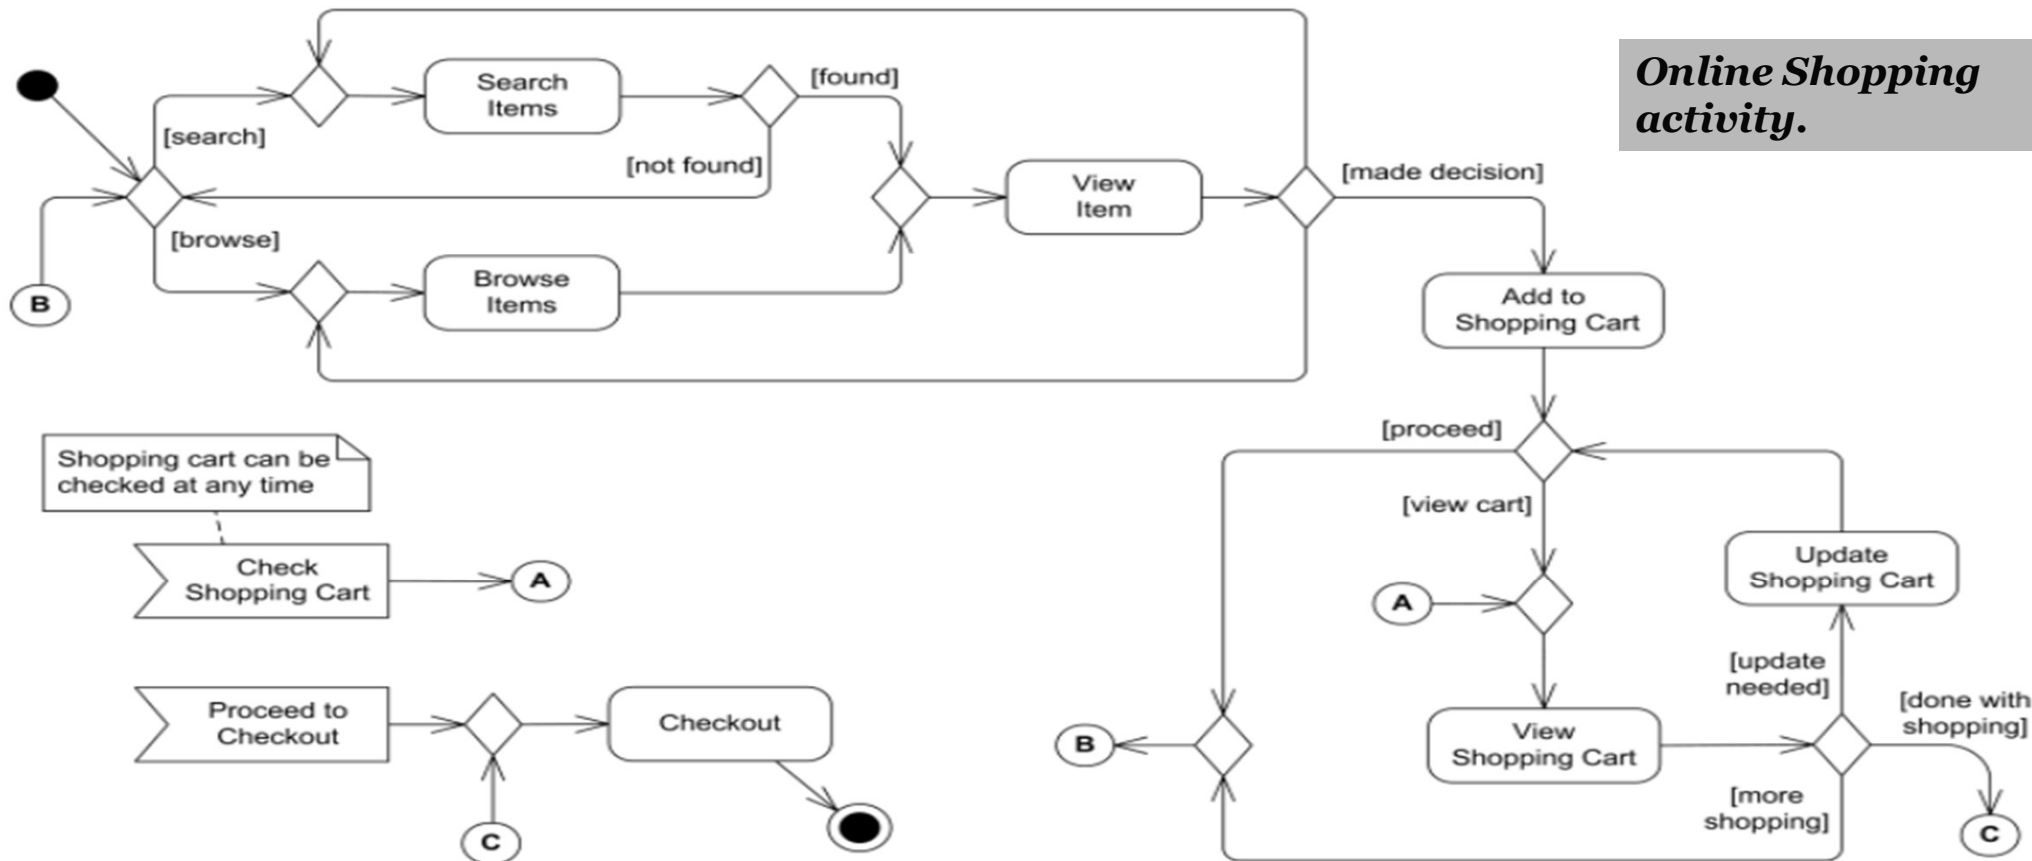 Online Shopping
activity.
[found]
Search
Items
[search]
[not found]
[made decision]
View
Item
[browse]
Browse
Items
B
Add to
Shopping Cart
[proceed]
Shopping cart can be
checked at any time
[view cart]
Check
Shopping Cart
A
A
Update
Shopping Cart
[update
needed]
[done with
shopping]
Proceed to
Checkout
Checkout
B
View
Shopping Cart
[more
shopping]
C
C